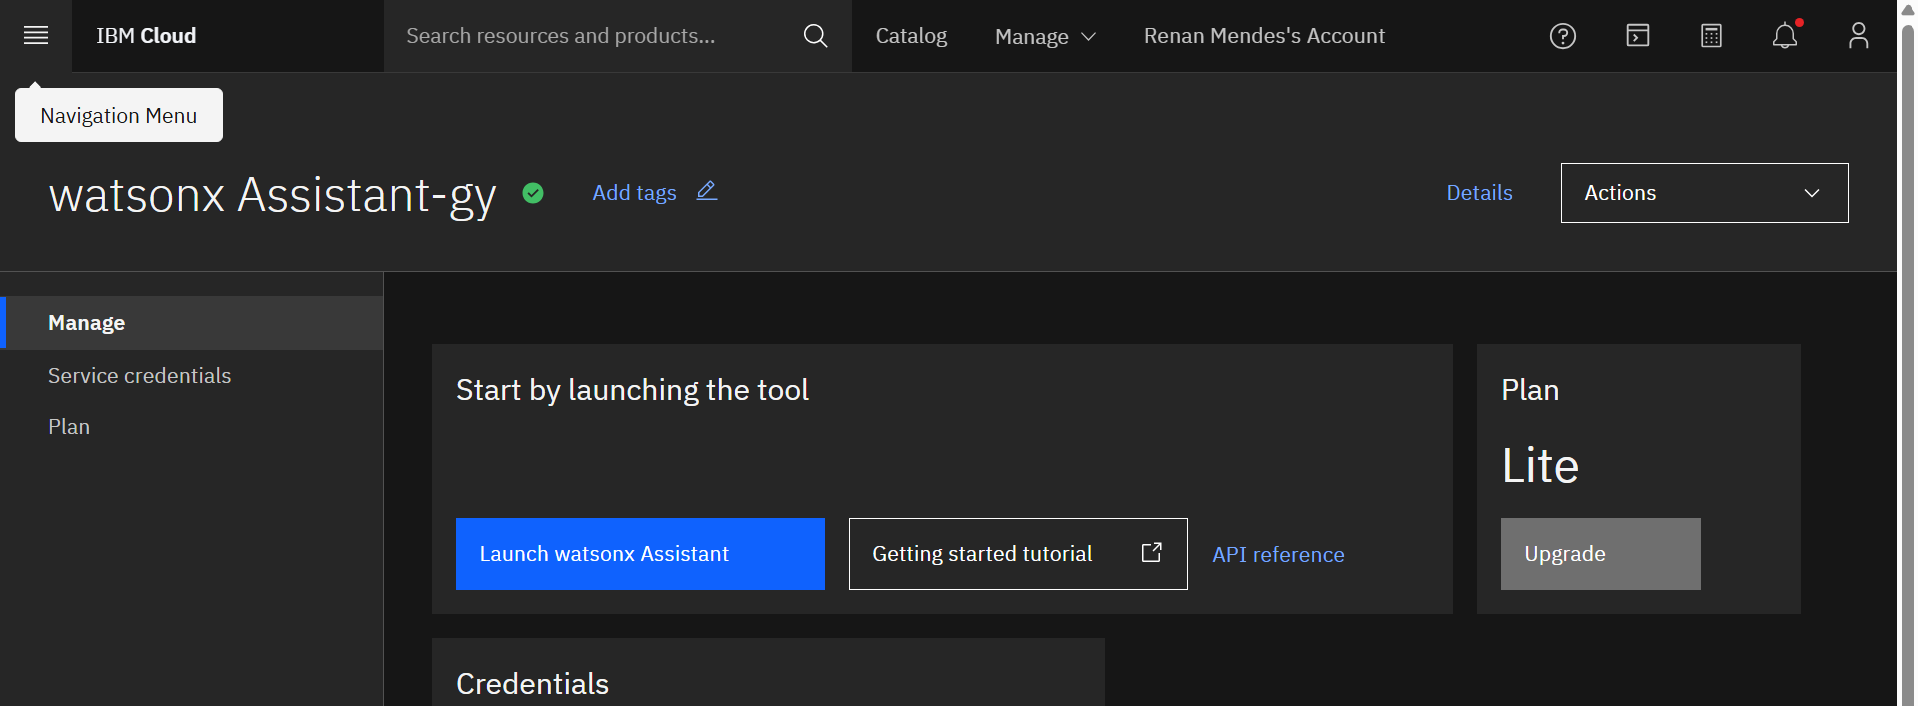 IBM Cloud
Search resources and products...
Catalog
Manage
Renan Mendes's Account
Navigation Menu
watsonx Assistant-gy
Add tags
Details
Actions
Manage
Service credentials
Plan
Start by launching the tool
Launch watsonx Assistant
Getting started tutorial
API reference
Plan
Lite
Upgrade
Credentials